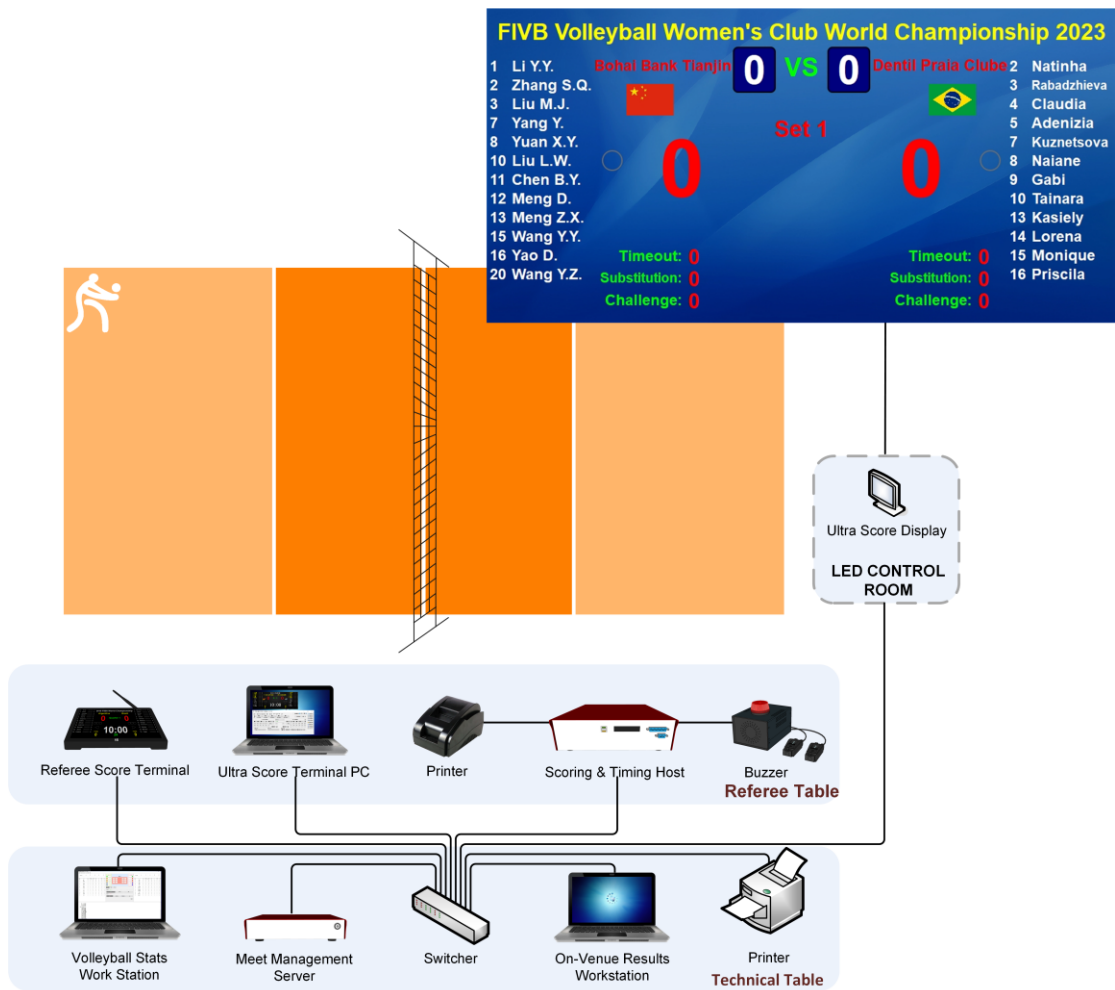 FIVB Volleyball Women's Club World Championship 2023
Bohai Bank Tianjin 0 VS 0 Dentil Praia Clube
1 Li Y.Y.
2 Zhang S.Q.
3 Liu M.J.
7 Yang Y.
8 Yuan X.Y.
10 Liu L.W.
11 Chen B.Y.
12 Meng D.
13 Meng Z.X.
15 Wang Y.Y.
16 Yao D.
20 Wang Y.Z.
Set 1
0
0
Timeout: 0
Substitution: 0
Challenge: 0
Timeout: 0
Substitution: 0
Challenge: 0
2 Natinha
3 Rabadzhieva
4 Claudia
5 Adenizia
7 Kuznetsova
8 Naiane
9 Gabi
10 Tainara
13 Kasiely
14 Lorena
15 Monique
16 Priscila
Ultra Score Display
LED CONTROL
ROOM
10:00
Referee Score Terminal
Ultra Score Terminal PC
Printer
Scoring & Timing Host
Buzzer
Referee Table
Volleyball Stats
Work Station
Meet Management
Server
Switcher
On-Venue Results
Workstation
Printer
Technical Table